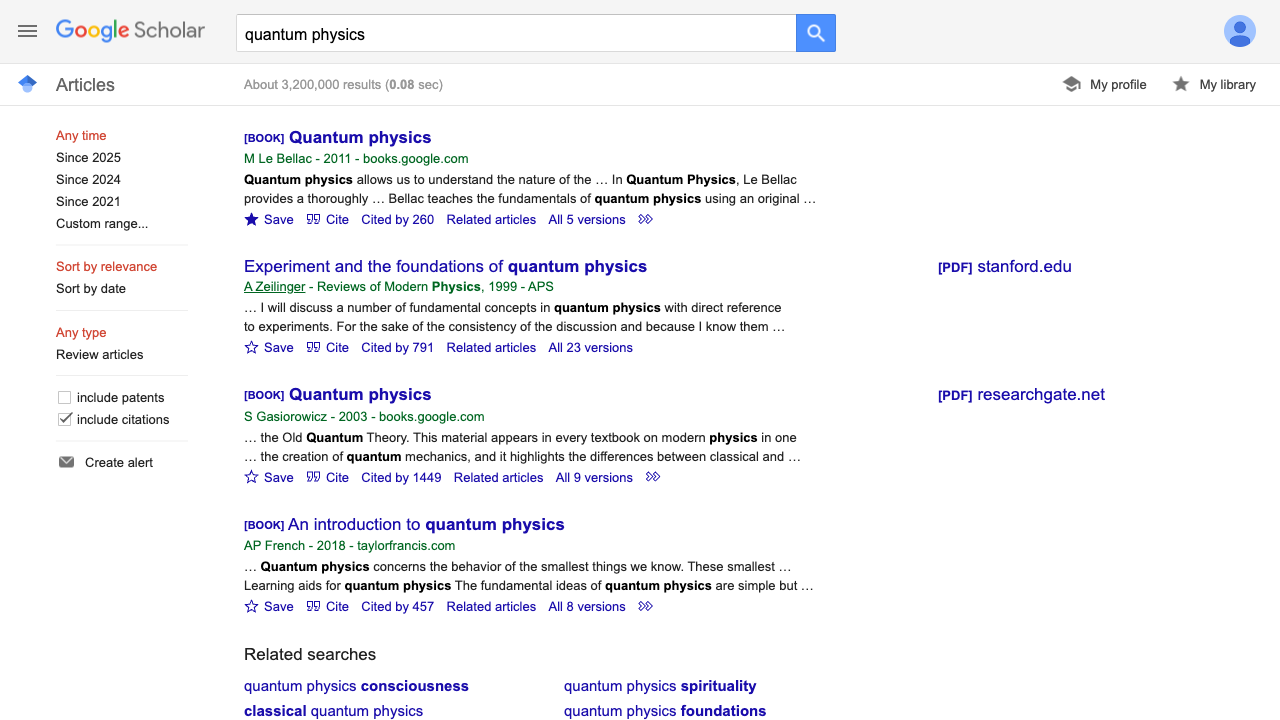 Google Scholar
quantum physics
Articles
About 3,200,000 results (0.08 sec)
My profile
My library
Any time
Since 2025
Since 2024
Since 2021
Custom range...
Sort by relevance
Sort by date
Any type
Review articles
include patents
include citations
Create alert
[BOOK] Quantum physics
M Le Bellac - 2011 - books.google.com
Quantum physics allows us to understand the nature of the … In Quantum Physics, Le Bellac
provides a thoroughly … Bellac teaches the fundamentals of quantum physics using an original …
Save Cite Cited by 260 Related articles All 5 versions
Experiment and the foundations of quantum physics
[PDF] stanford.edu
A Zeilinger - Reviews of Modern Physics, 1999 - APS
… I will discuss a number of fundamental concepts in quantum physics with direct reference
to experiments. For the sake of the consistency of the discussion and because I know them …
Save Cite Cited by 791 Related articles All 23 versions
[BOOK] Quantum physics
[PDF] researchgate.net
S Gasiorowicz - 2003 - books.google.com
… the Old Quantum Theory. This material appears in every textbook on modern physics in one
… the creation of quantum mechanics, and it highlights the differences between classical and …
Save Cite Cited by 1449 Related articles All 9 versions
[BOOK] An introduction to quantum physics
AP French - 2018 - taylorfrancis.com
… Quantum physics concerns the behavior of the smallest things we know. These smallest …
Learning aids for quantum physics The fundamental ideas of quantum physics are simple but …
Save Cite Cited by 457 Related articles All 8 versions
Related searches
quantum physics consciousness
quantum physics spirituality
classical quantum physics
quantum physics foundations